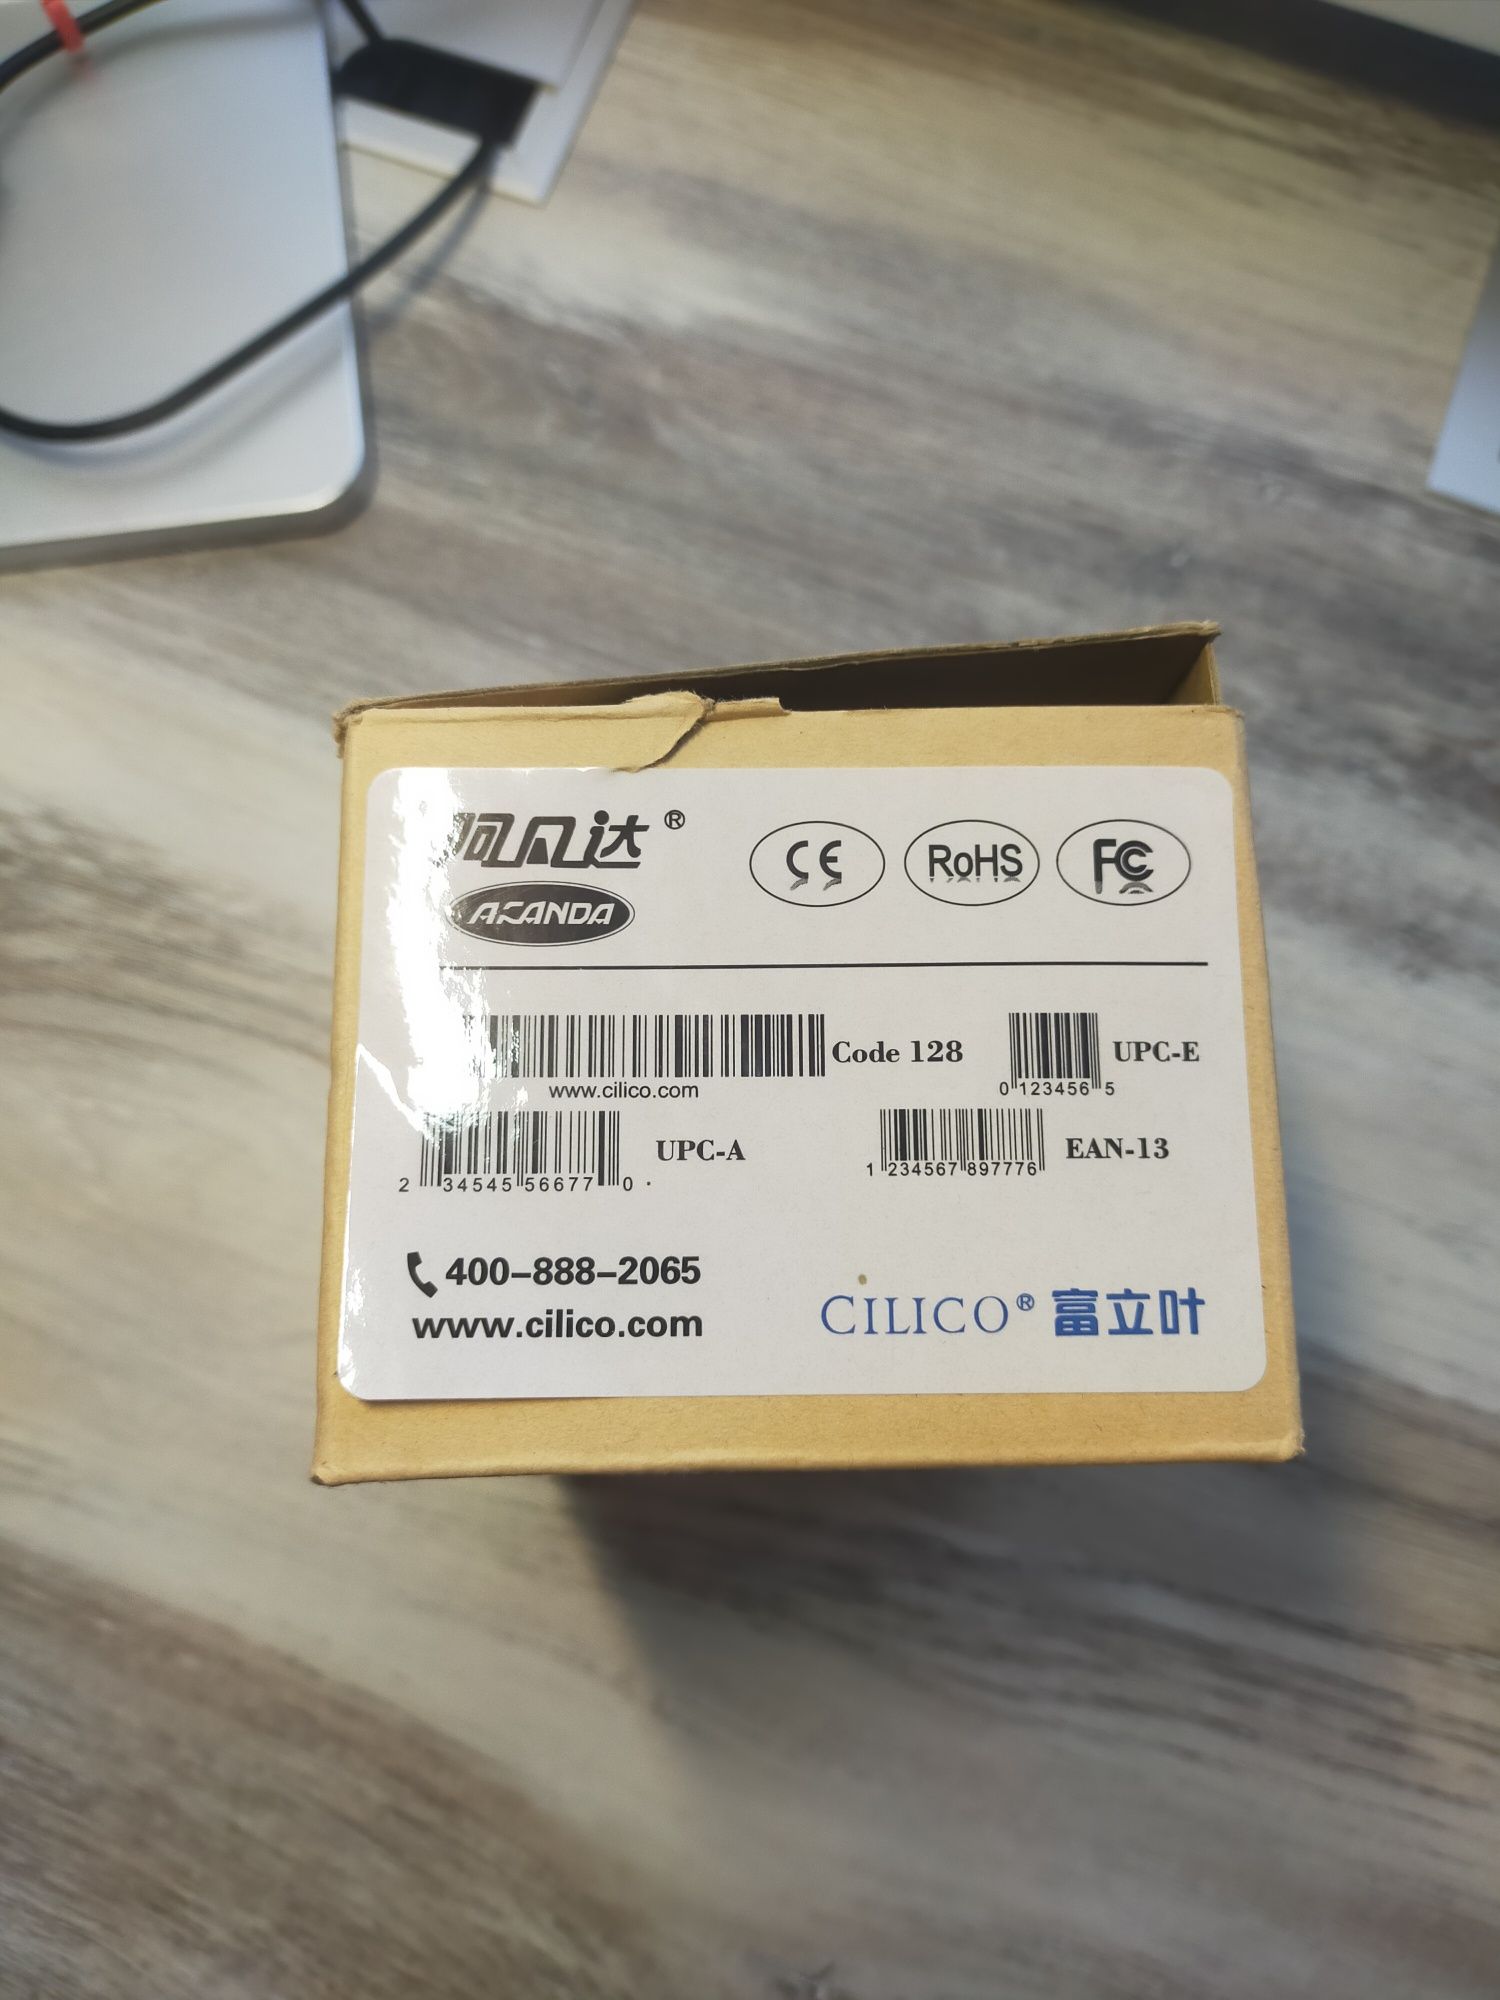 阿凡达®
AFANDA
CE RoHS FC
Code 128
www.cilico.com
UPC-E
0 123456 5
UPC-A
2 34545 56677 0
EAN-13
1 234567 897776
400-888-2065
www.cilico.com
CILICO® 富立叶